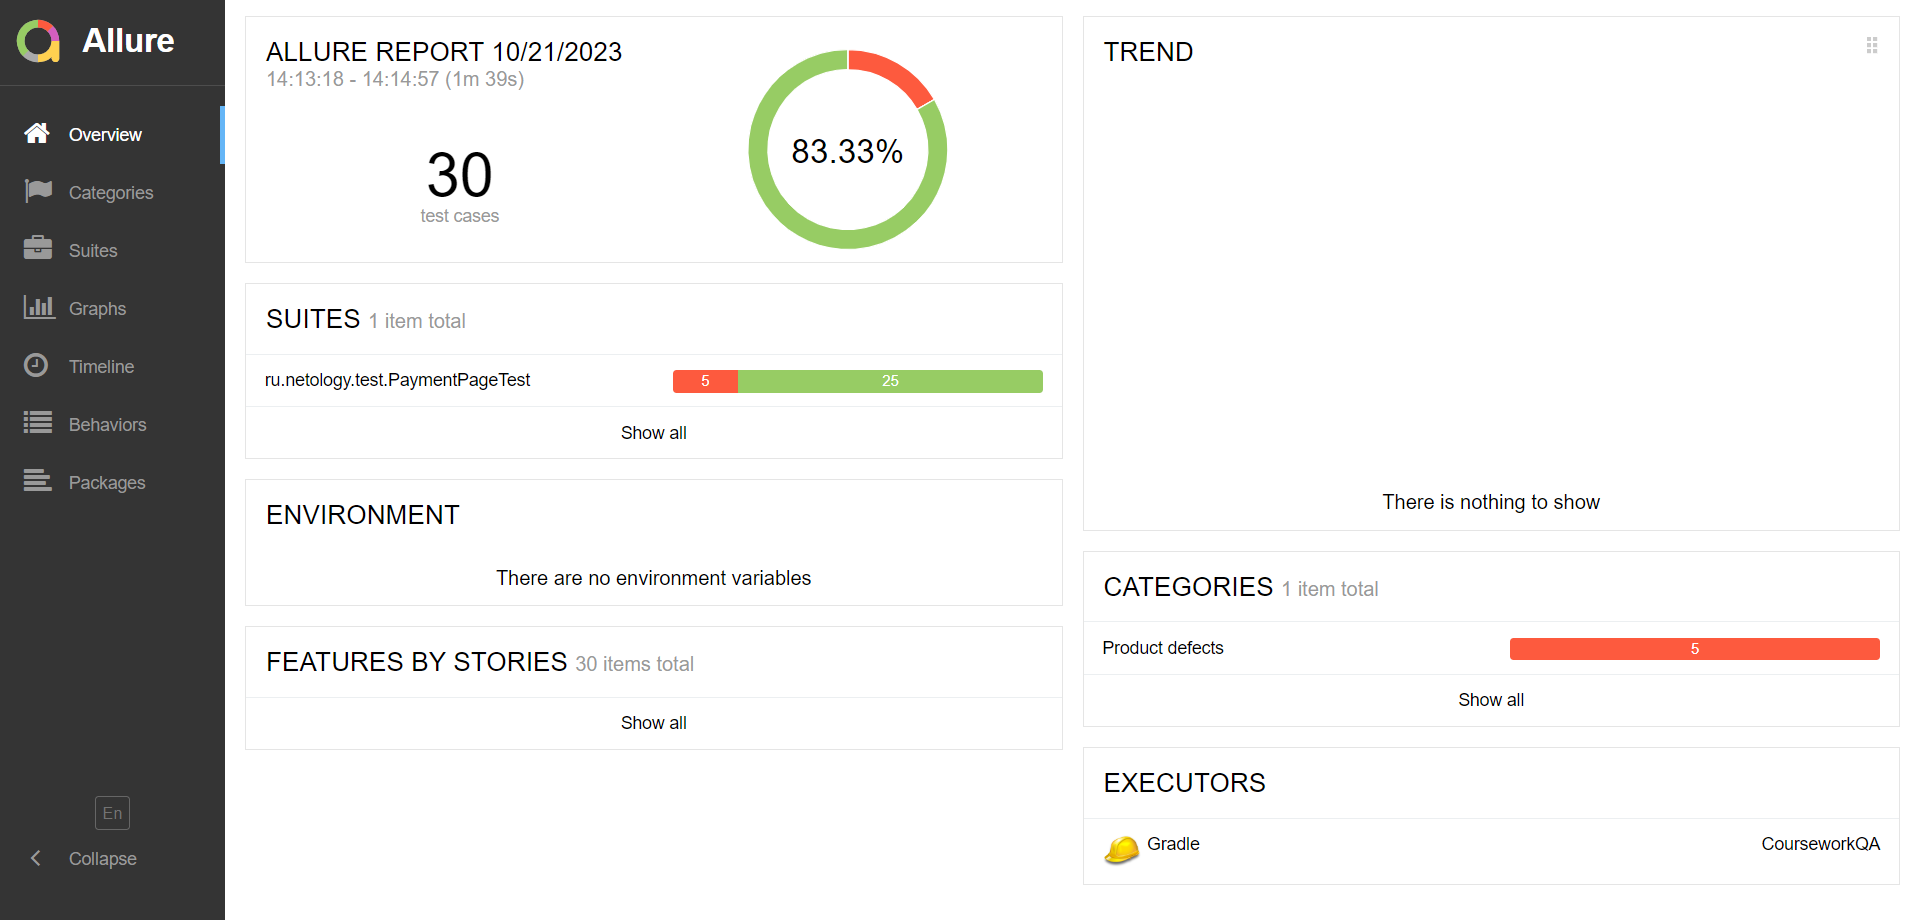 Allure
Overview
Categories
Suites
Graphs
Timeline
Behaviors
Packages
En
Collapse
ALLURE REPORT 10/21/2023
14:13:18 - 14:14:57 (1m 39s)
30
test cases
83.33%
SUITES 1 item total
ru.netology.test.PaymentPageTest 5 25
Show all
ENVIRONMENT
There are no environment variables
FEATURES BY STORIES 30 items total
Show all
TREND
There is nothing to show
CATEGORIES 1 item total
Product defects 5
Show all
EXECUTORS
Gradle CourseworkQA